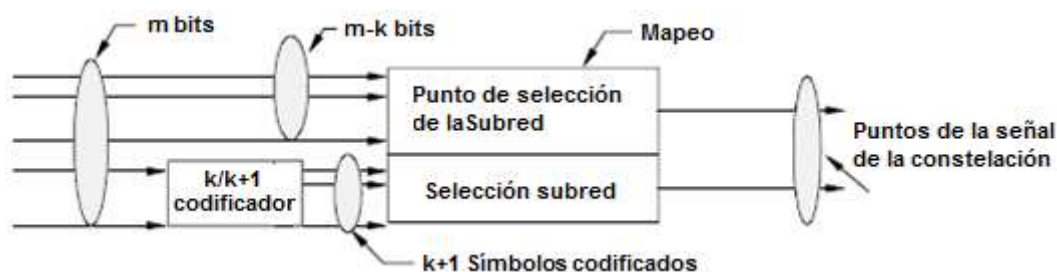 m bits
m-k bits
Mapeo
Punto de selección
de laSubred
Puntos de la señal
de la constelación
k/k+1
codificador
Selección subred
k+1 Símbolos codificados